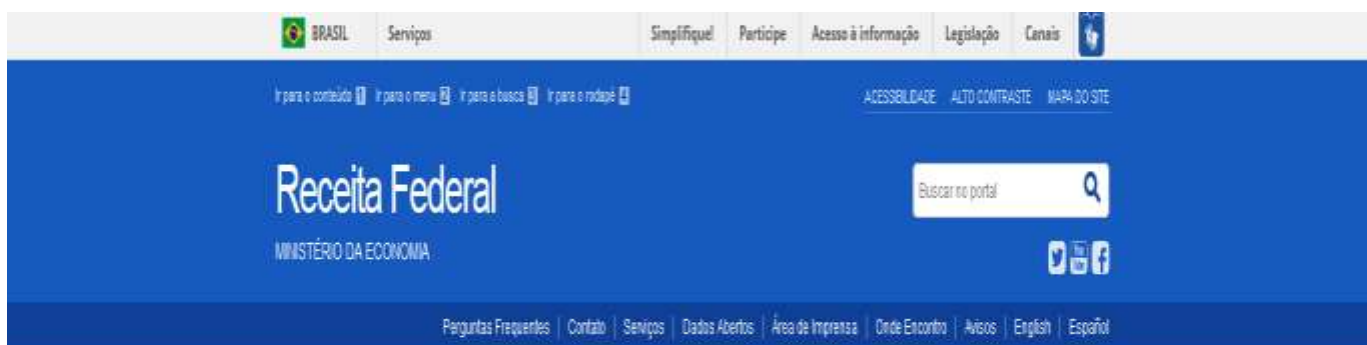 BRASIL Serviços Simplifique! Participe Acesso à informação Legislação Canais
Ir para o conteúdo 1 Ir para o menu 2 Ir para a busca 3 Ir para o rodapé 4 ACESSIBILIDADE ALTO CONTRASTE MAPA DO SITE
Receita Federal
Buscar no portal
MINISTÉRIO DA ECONOMIA
You Tube
Perguntas Frequentes | Contato | Serviços | Dados Abertos | Área de Imprensa | Onde Encontro | Avisos | English | Español